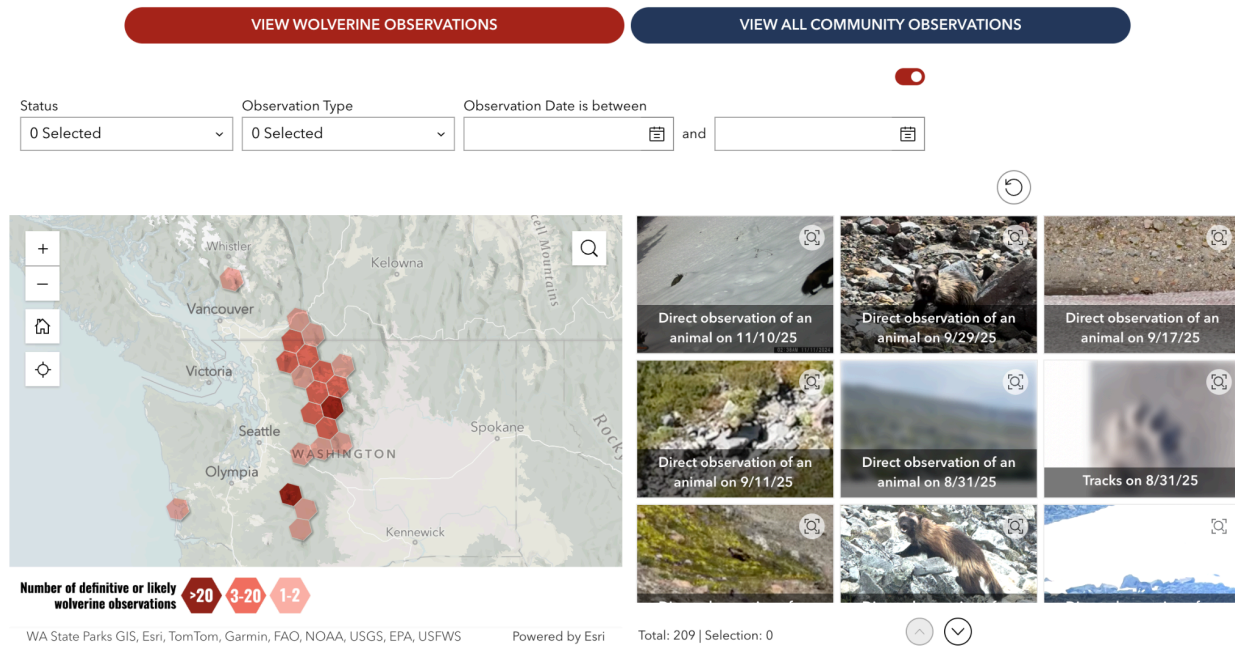 VIEW WOLVERINE OBSERVATIONS
VIEW ALL COMMUNITY OBSERVATIONS
Status
Observation Type
Observation Date is between
0 Selected
0 Selected
and
Whistler
Kelowna
Vancouver
Victoria
Seattle
Spokane
WASHINGTON
Olympia
Kennewick
cell Mountains
Rocky
Direct observation of an
animal on 11/10/25
Direct observation of an
animal on 9/29/25
Direct observation of an
animal on 9/17/25
Direct observation of an
animal on 9/11/25
Direct observation of an
animal on 8/31/25
Tracks on 8/31/25
Number of definitive or likely
wolverine observations
>20
3-20
1-2
WA State Parks GIS, Esri, TomTom, Garmin, FAO, NOAA, USGS, EPA, USFWS
Powered by Esri
Total: 209 | Selection: 0